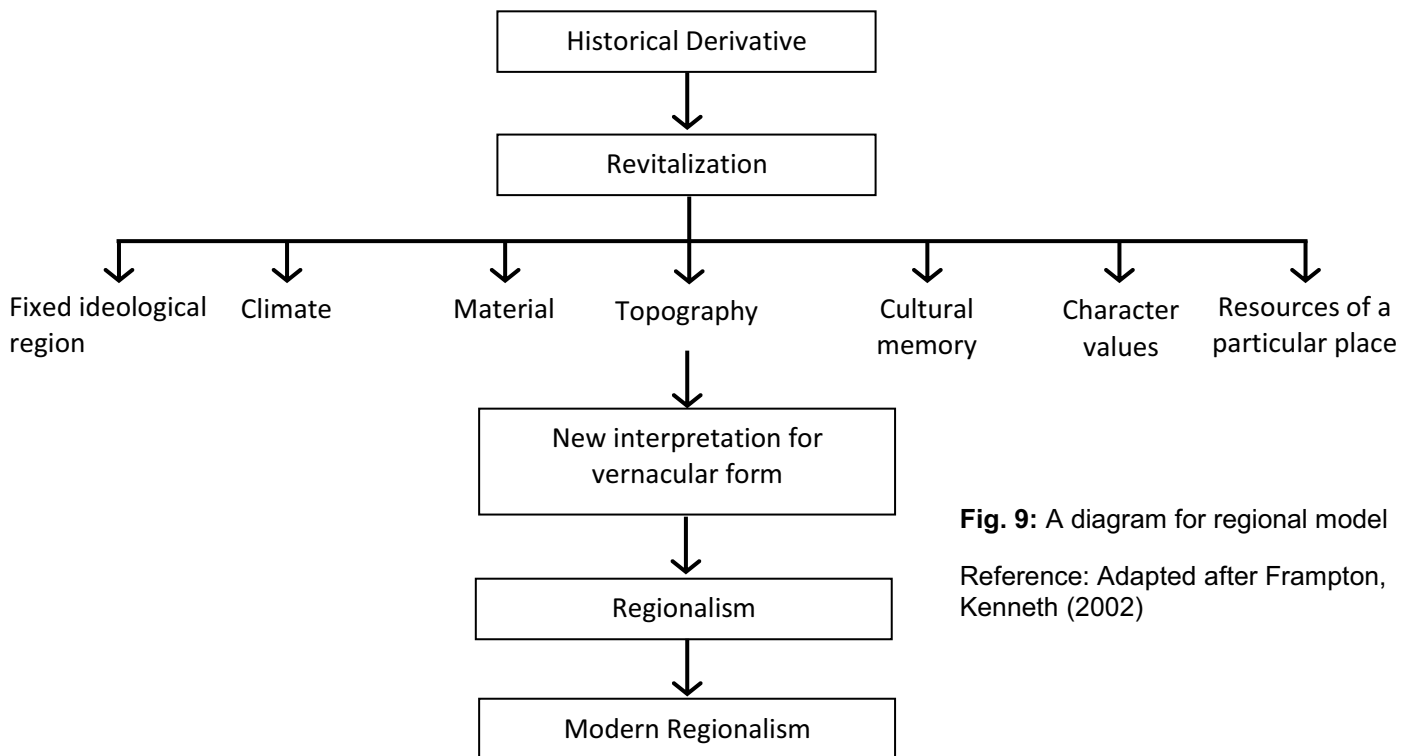 Historical Derivative
Revitalization
Fixed ideological
region
Climate
Material
Topography
Cultural
memory
Character
values
Resources of a
particular place
New interpretation for
vernacular form
Regionalism
Modern Regionalism
Fig. 9: A diagram for regional model
Reference: Adapted after Frampton,
Kenneth (2002)